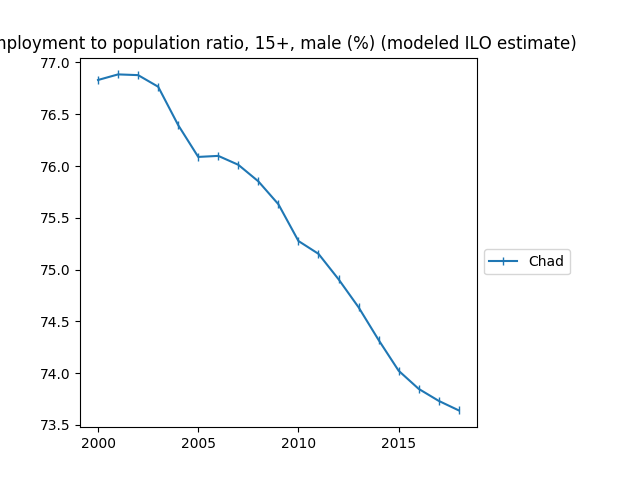 mployment to population ratio, 15+, male (%) (modeled ILO estimate)
77.0
76.5
76.0
75.5
75.0
74.5
74.0
73.5
2000 2005 2010 2015
Chad